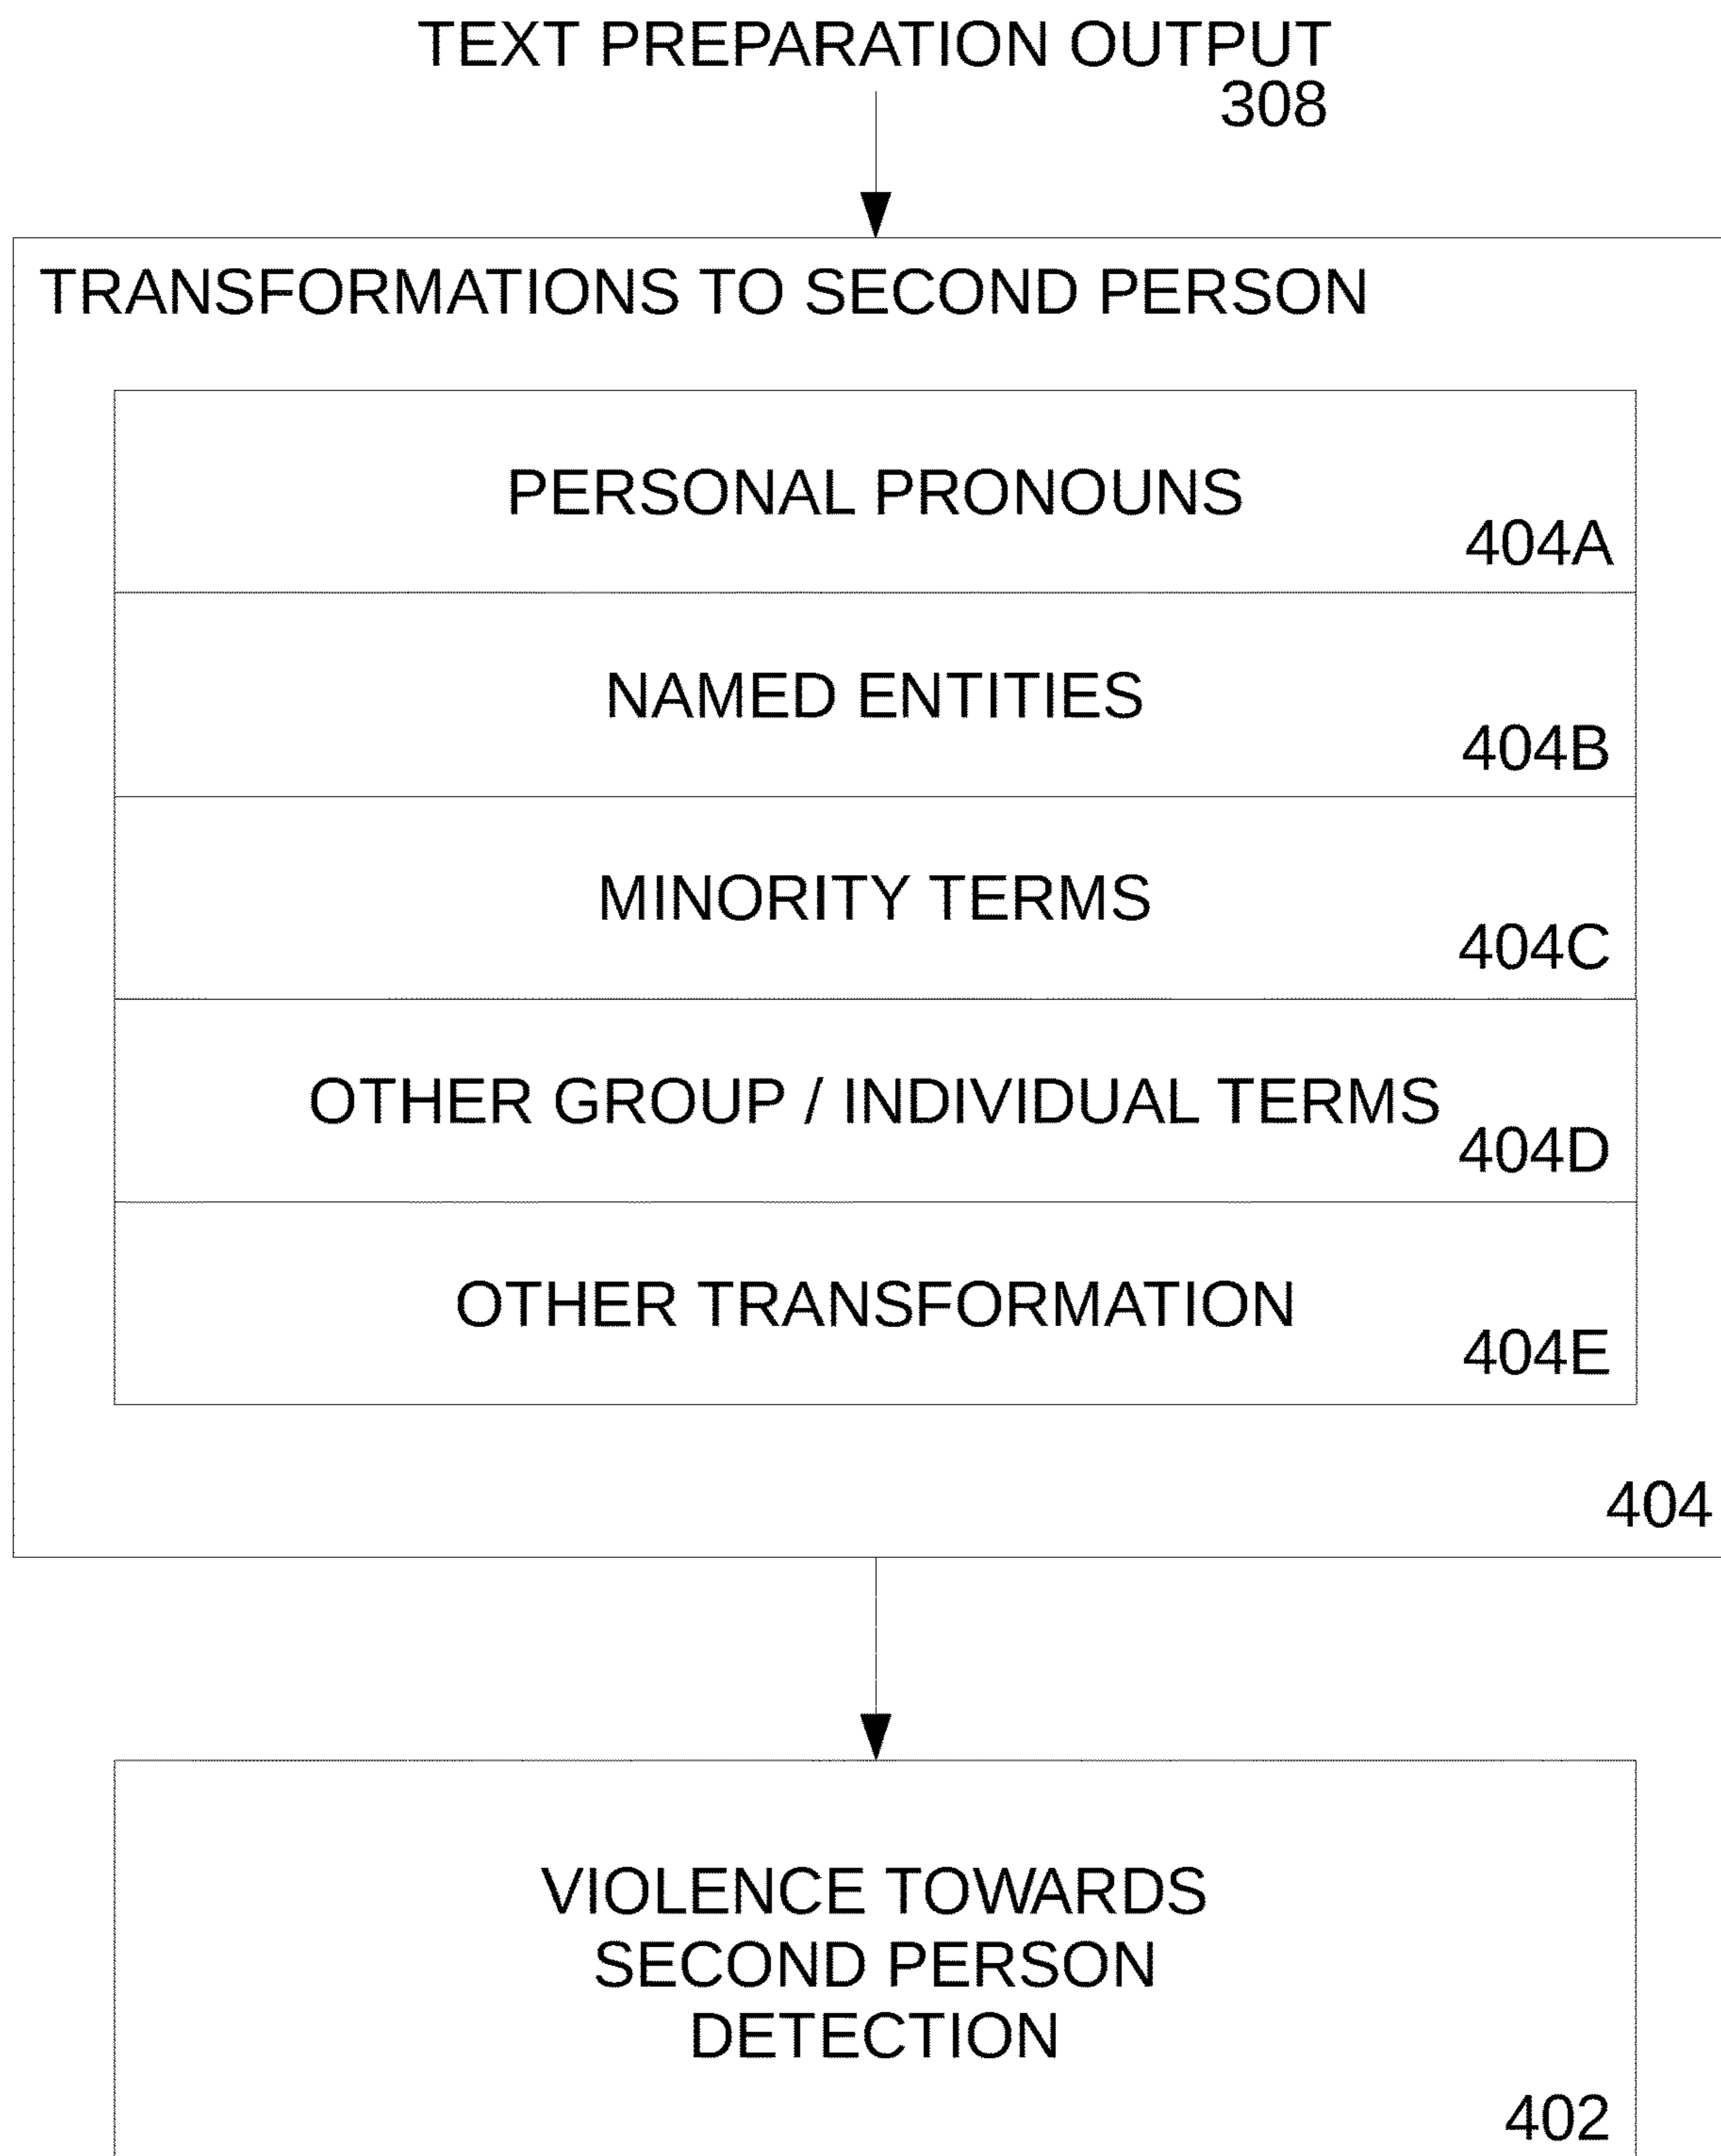 TEXT PREPARATION OUTPUT
308
TRANSFORMATIONS TO SECOND PERSON
PERSONAL PRONOUNS
404A
NAMED ENTITIES
404B
MINORITY TERMS
404C
OTHER GROUP / INDIVIDUAL TERMS
404D
OTHER TRANSFORMATION
404E
404
VIOLENCE TOWARDS
SECOND PERSON
DETECTION
402